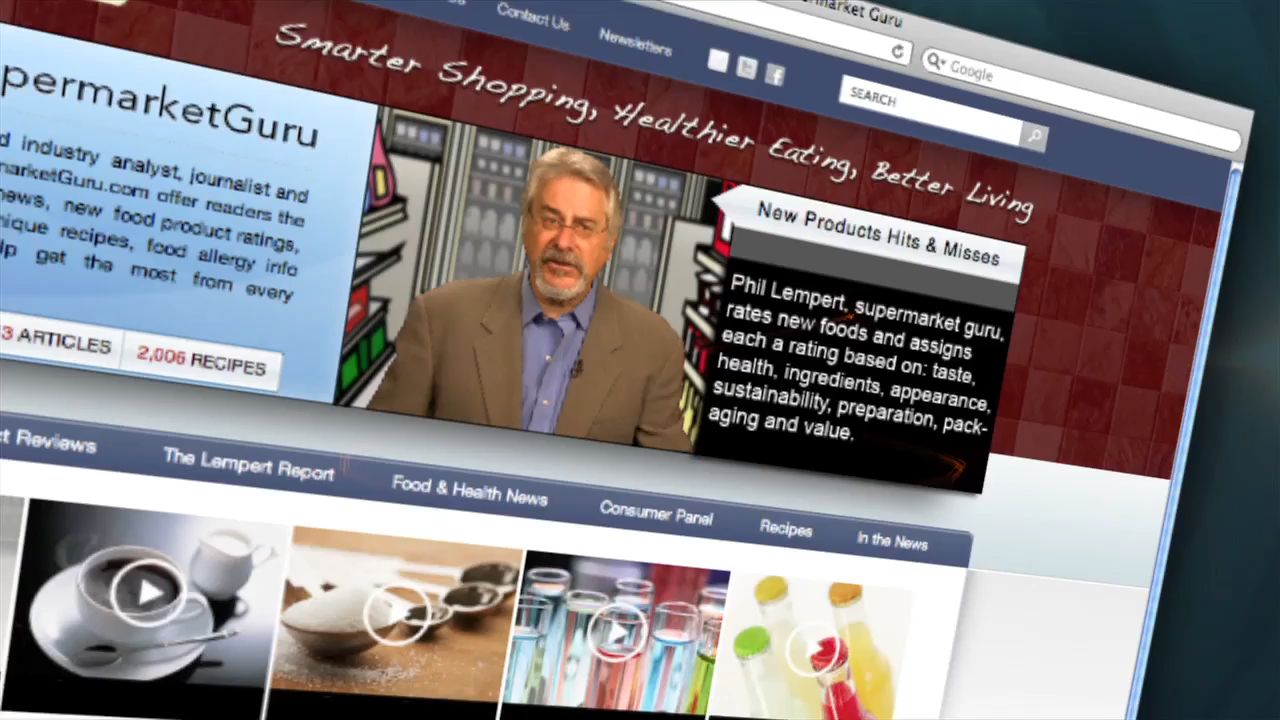 market Guru
Contact Us
Newsletters
Google
SEARCH
Smarter Shopping, Healthier Eating, Better Living
permarketGuru
d industry analyst, journalist and
marketGuru.com offer readers the
news, new food product ratings,
nique recipes, food allergy info
lp get the most from every
3 ARTICLES
2,006 RECIPES
New Products Hits & Misses
Phil Lempert, supermarket guru,
rates new foods and assigns
each a rating based on: taste,
health, ingredients, appearance,
sustainability, preparation, pack-
aging and value.
ct Reviews
The Lempert Report
Food & Health News
Consumer Panel
Recipes
In the News